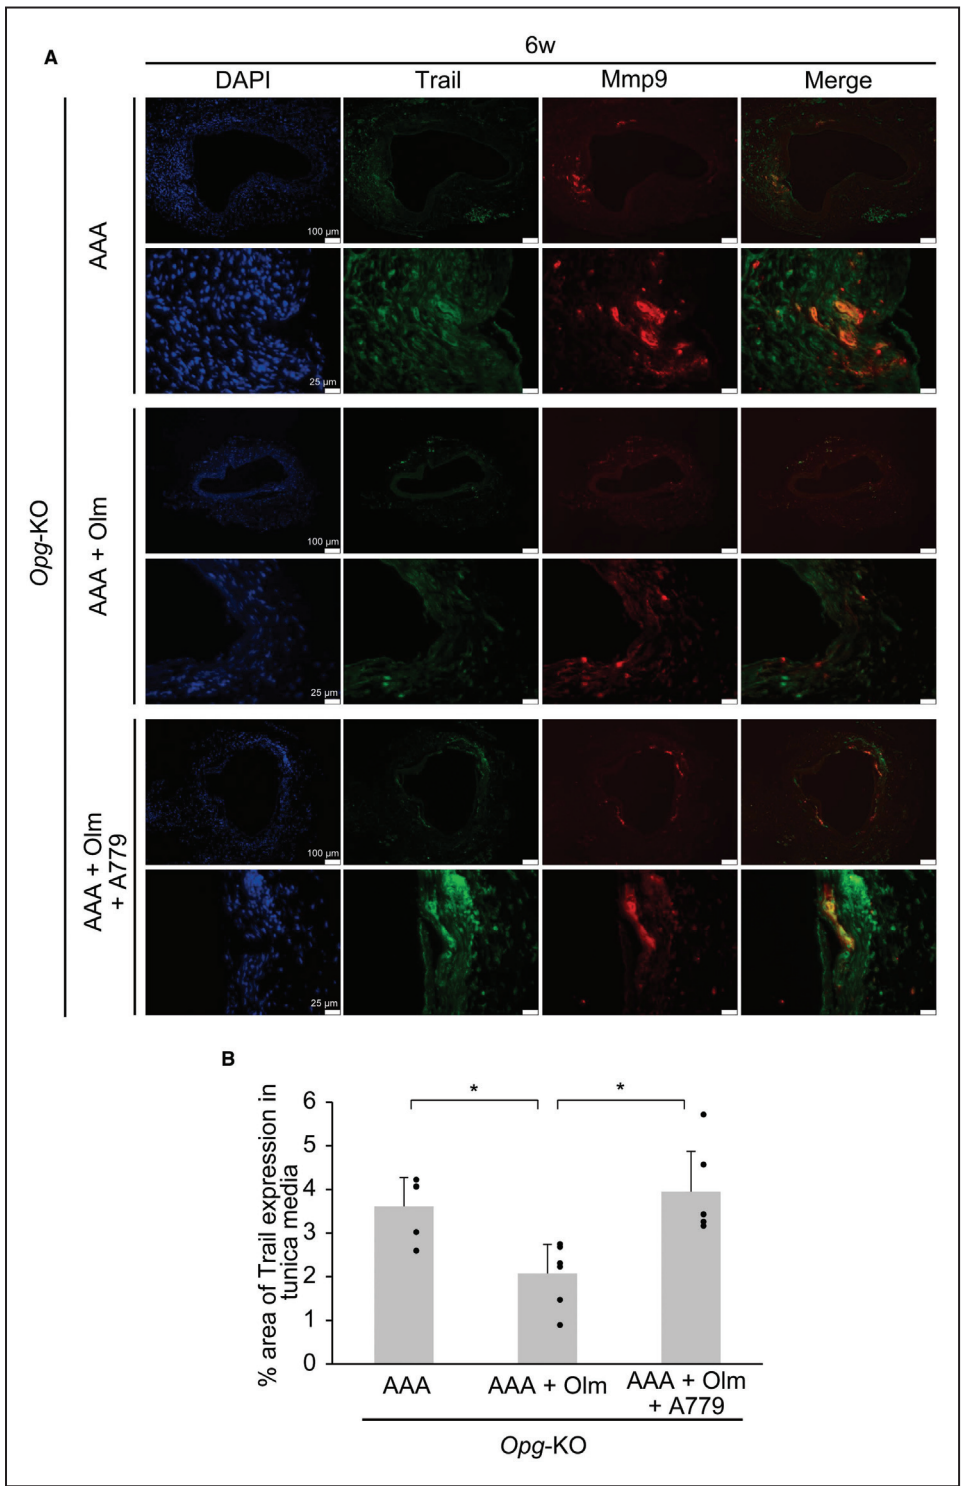 A
6w
DAPI Trail Mmp9 Merge
Opg-KO
AAA
100 µm
25 µm
AAA + Olm
100 µm
25 µm
AAA + Olm
+ A779
100 µm
25 µm
B
% area of Trail expression in
tunica media
* *
6
5
4
3
2
1
0
AAA AAA + Olm AAA + Olm
+ A779
Opg-KO